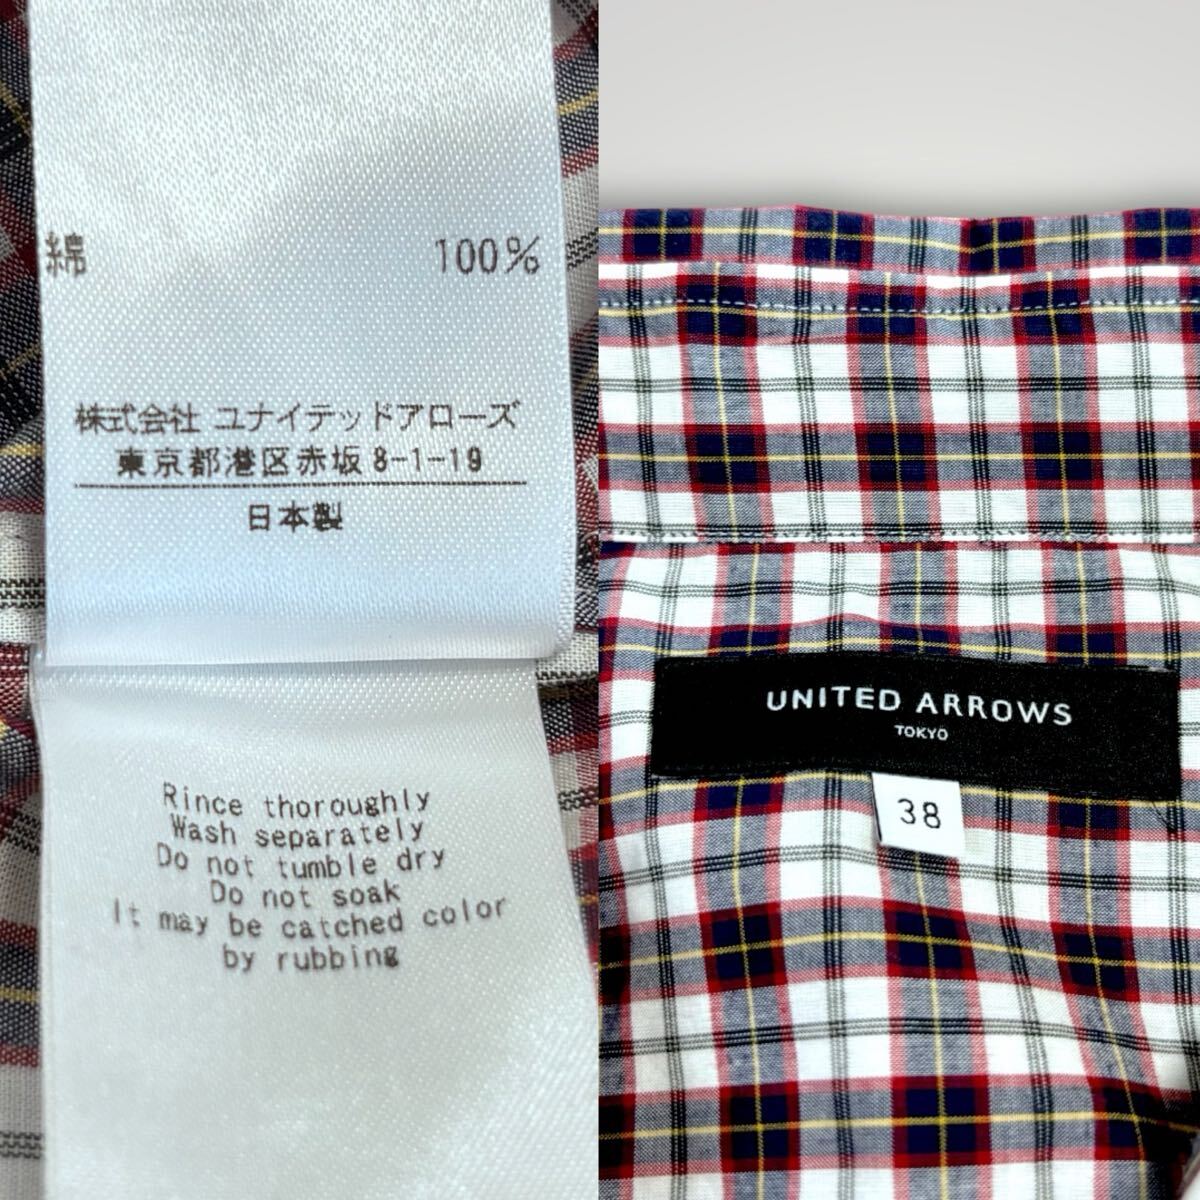 綿 100%
株式会社 ユナイテッドアローズ
東京都港区赤坂 8-1-19
日本製
Rince thoroughly
Wash separately
Do not tumble dry
Do not soak
It may be catched color
by rubbing
UNITED ARROWS
TOKYO
38